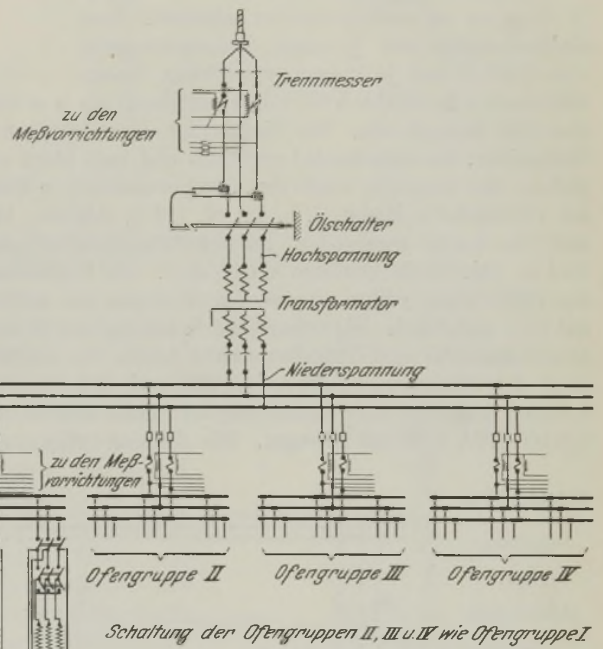 Trennmesser
zu den
Meßvorrichtungen
Ölschalter
Hochspannung
Transformator
Niederspannung
zu den Meß-
vorrichtungen
Ofengruppe II
Ofengruppe III
Ofengruppe IV
Schaltung der Ofengruppen II, III u. IV wie Ofengruppe I